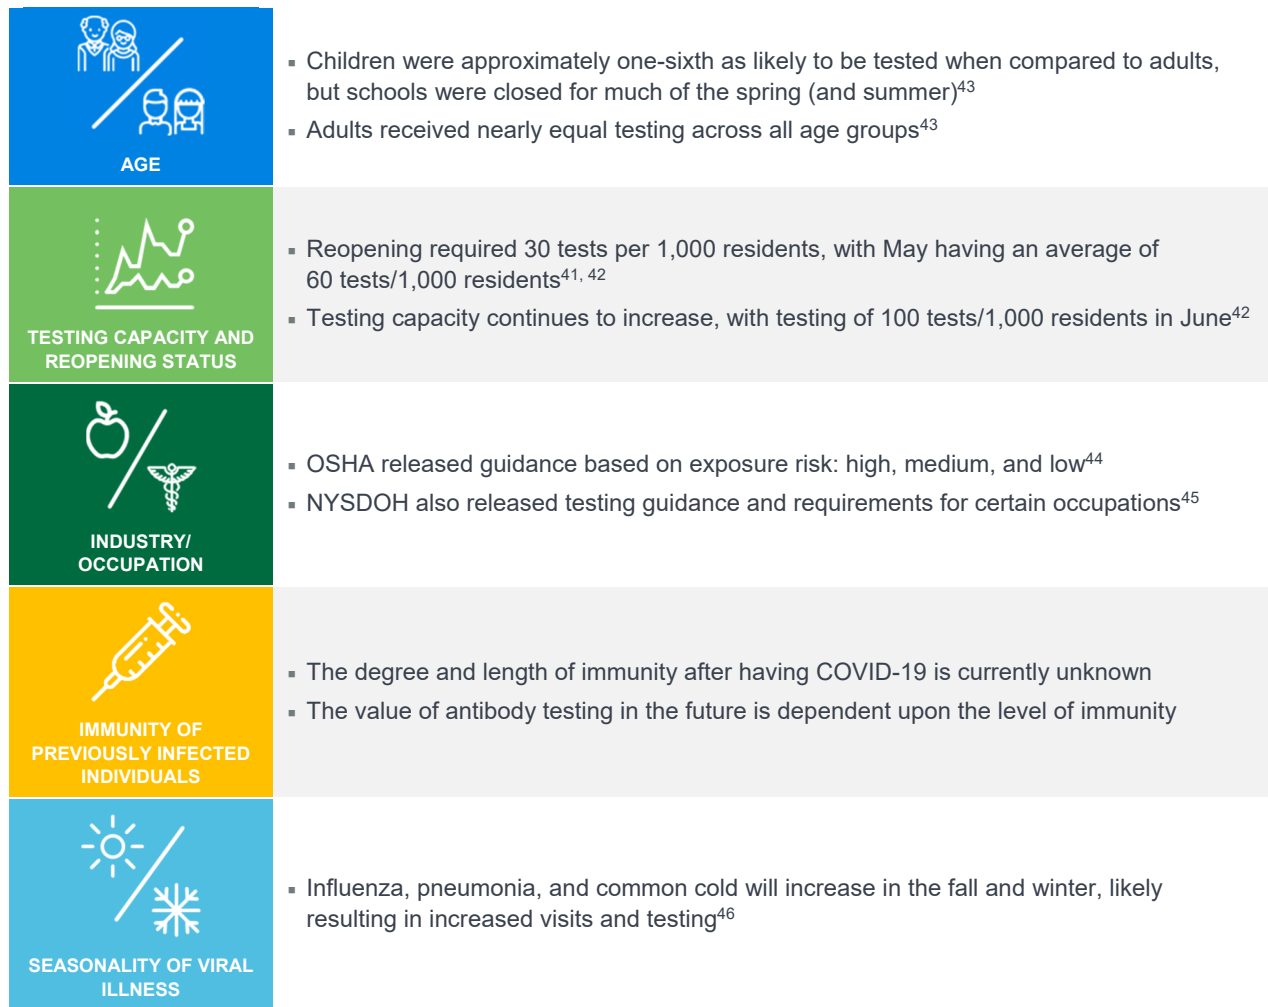 AGE
▪ Children were approximately one-sixth as likely to be tested when compared to adults,
but schools were closed for much of the spring (and summer)43
▪ Adults received nearly equal testing across all age groups43
TESTING CAPACITY AND
REOPENING STATUS
▪ Reopening required 30 tests per 1,000 residents, with May having an average of
60 tests/1,000 residents41, 42
▪ Testing capacity continues to increase, with testing of 100 tests/1,000 residents in June42
INDUSTRY/
OCCUPATION
▪ OSHA released guidance based on exposure risk: high, medium, and low44
▪ NYSDOH also released testing guidance and requirements for certain occupations45
IMMUNITY OF
PREVIOUSLY INFECTED
INDIVIDUALS
▪ The degree and length of immunity after having COVID-19 is currently unknown
▪ The value of antibody testing in the future is dependent upon the level of immunity
SEASONALITY OF VIRAL
ILLNESS
▪ Influenza, pneumonia, and common cold will increase in the fall and winter, likely
resulting in increased visits and testing46